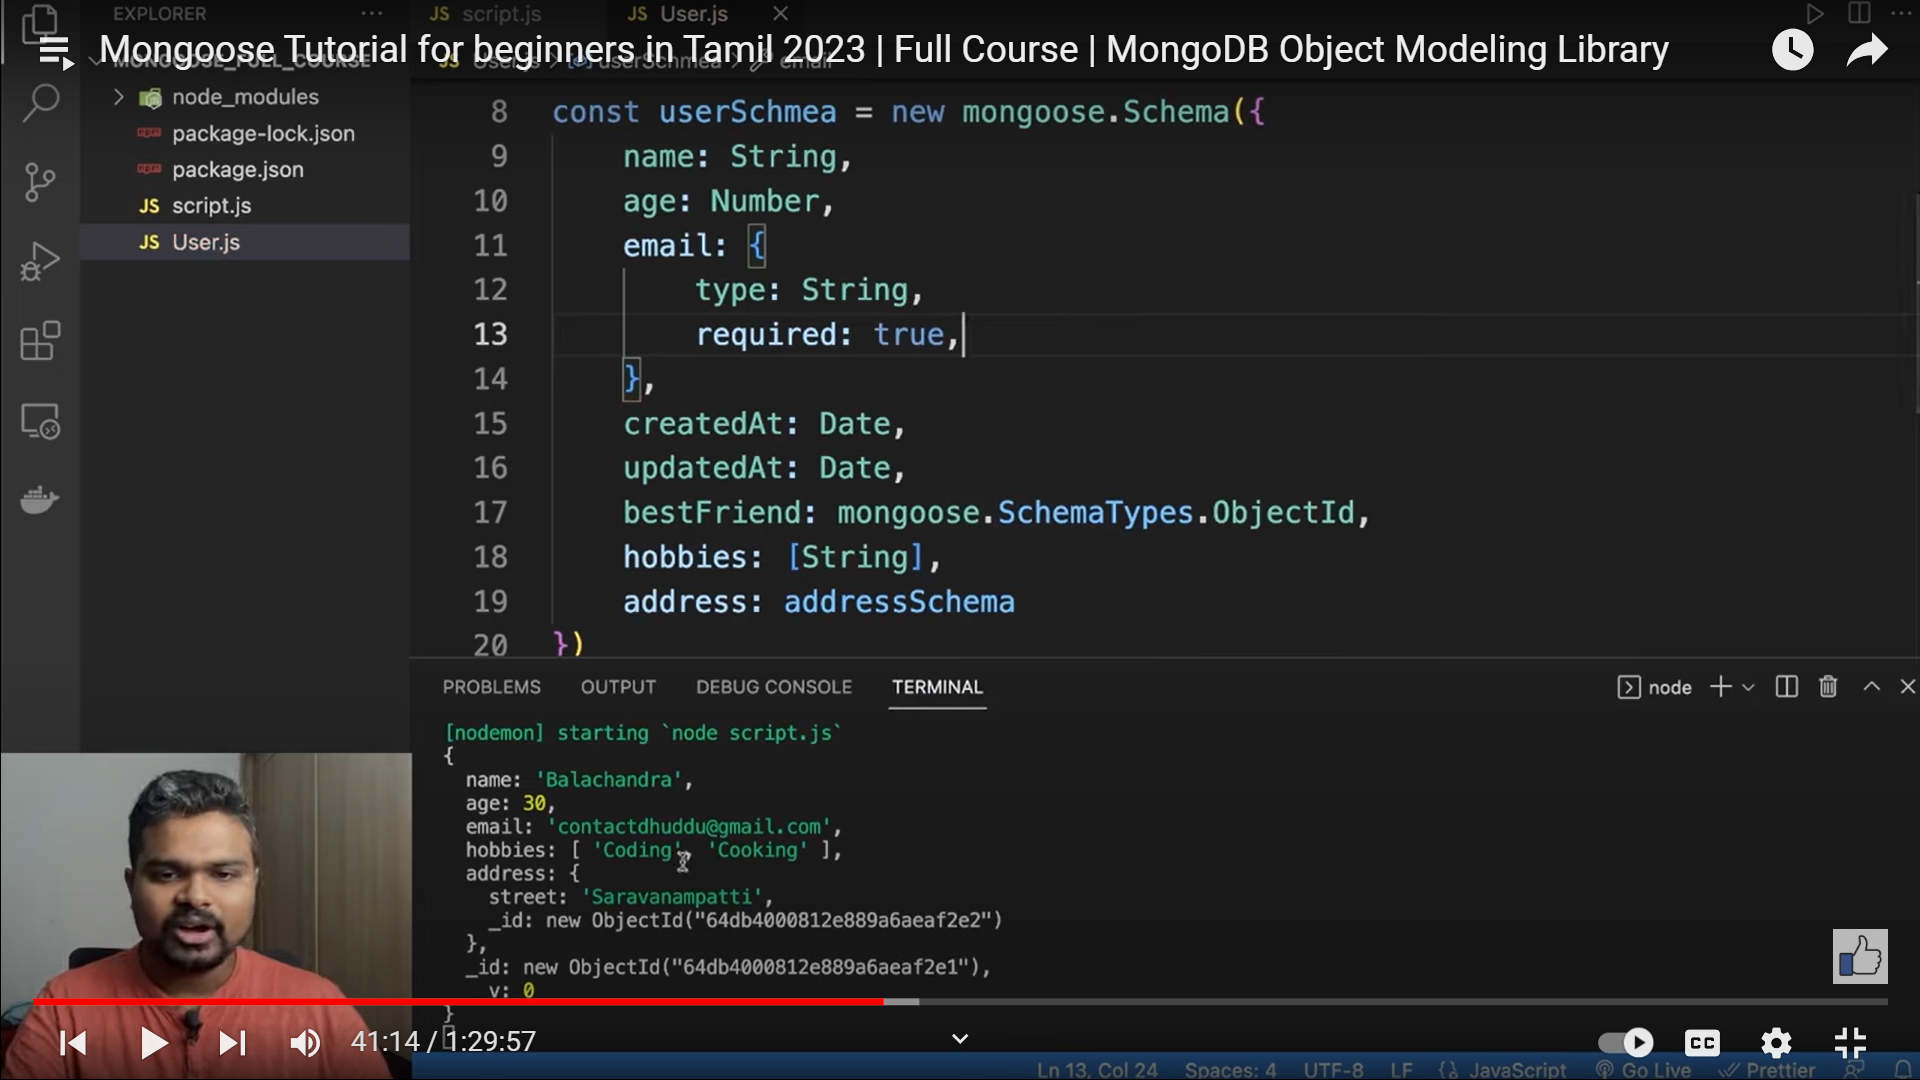 EXPLORER
script.js
User.js
Mongoose Tutorial for beginners in Tamil 2023 | Full Course | MongoDB Object Modeling Library
MONGOOSE_FULL_COURSE
User.js > userSchmea > email
node_modules
package-lock.json
package.json
JS script.js
JS User.js
8 const userSchmea = new mongoose.Schema({
9 name: String,
10 age: Number,
11 email: {
12 type: String,
13 required: true,
14 },
15 createdAt: Date,
16 updatedAt: Date,
17 bestFriend: mongoose.SchemaTypes.ObjectId,
18 hobbies: [String],
19 address: addressSchema
20 })
PROBLEMS OUTPUT DEBUG CONSOLE TERMINAL
node
[nodemon] starting `node script.js`
{
name: 'Balachandra',
age: 30,
email: 'contactdhuddu@gmail.com',
hobbies: [ 'Coding', 'Cooking' ],
address: {
street: 'Saravanampatti',
_id: new ObjectId("64db4000812e889a6aeaf2e2")
},
_id: new ObjectId("64db4000812e889a6aeaf2e1"),
v: 0
}
41:14 / 1:29:57
CC
Ln 13, Col 24 Spaces: 4 UTF-8 LF {} JavaScript Go Live Prettier